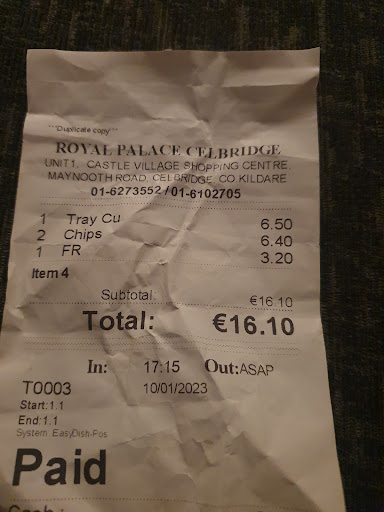 ***Duplicate copy***
ROYAL PALACE CELBRIDGE
UNIT1, CASTLE VILLAGE SHOPPING CENTRE,
MAYNOOTH ROAD, CELBRIDGE, CO.KILDARE
01-6273552 / 01-6102705
1 Tray Cu 6.50
2 Chips 6.40
1 FR 3.20
Item 4
Subtotal €16.10
Total: €16.10
In: 17:15 Out:ASAP
T0003 10/01/2023
Start:1.1
End:1.1
System EasyDish-Pos
Paid
Cash :